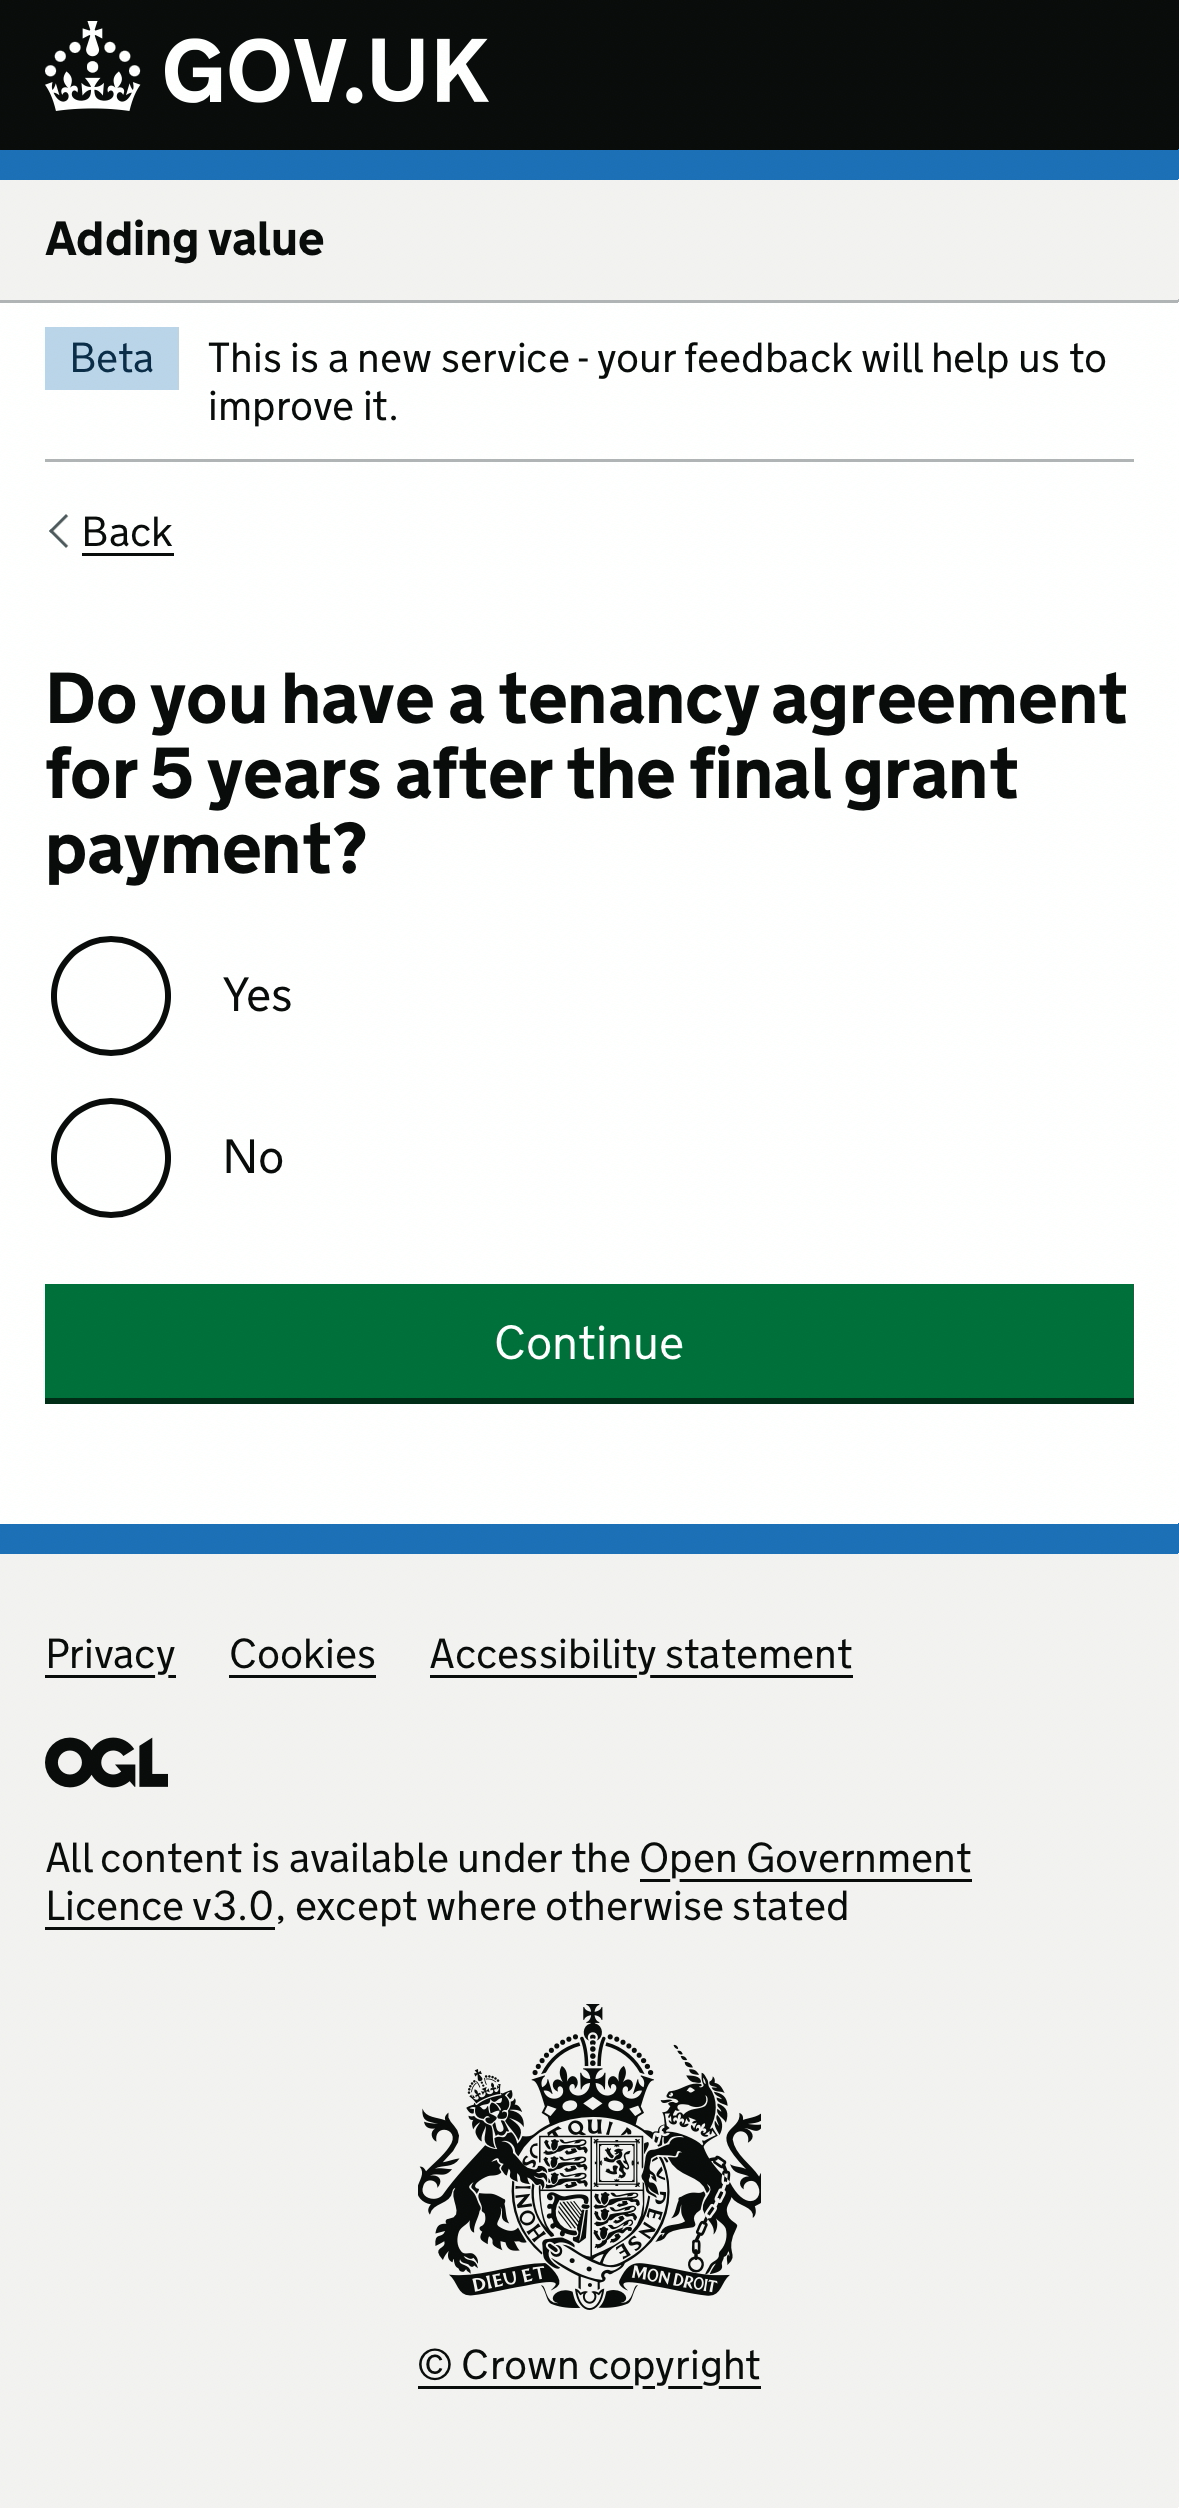 GOV.UK
Adding value
Beta
This is a new service - your feedback will help us to
improve it.
Back
Do you have a tenancy agreement
for 5 years after the final grant
payment?
Yes
No
Continue
Privacy Cookies Accessibility statement
OGL
All content is available under the Open Government
Licence v3.0, except where otherwise stated
QUI
HONI
PENSE
DIEU ET MON DROIT
© Crown copyright